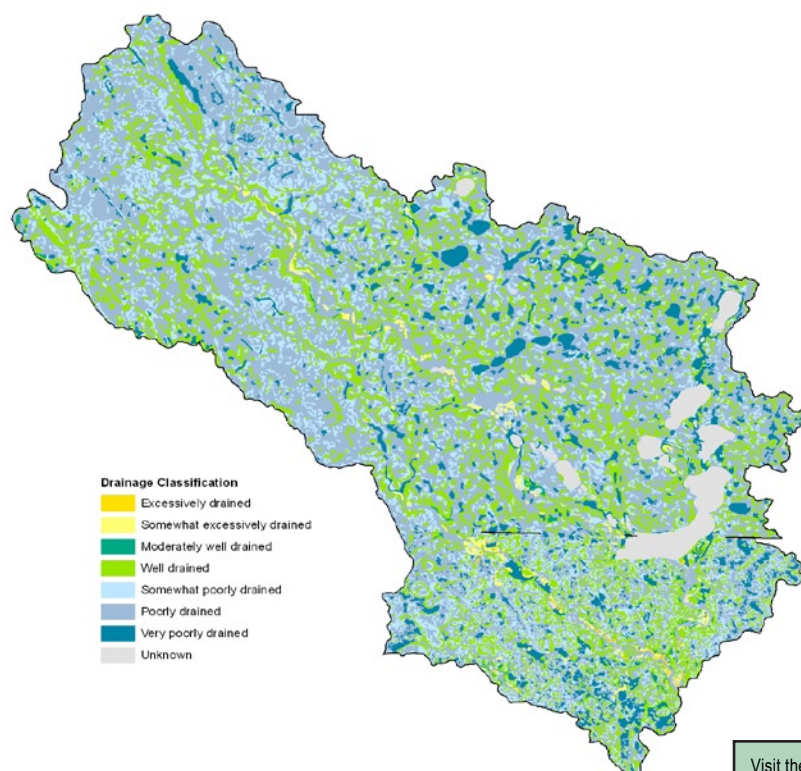 Drainage Classification
Excessively drained
Somewhat excessively drained
Moderately well drained
Well drained
Somewhat poorly drained
Poorly drained
Very poorly drained
Unknown
Visit the